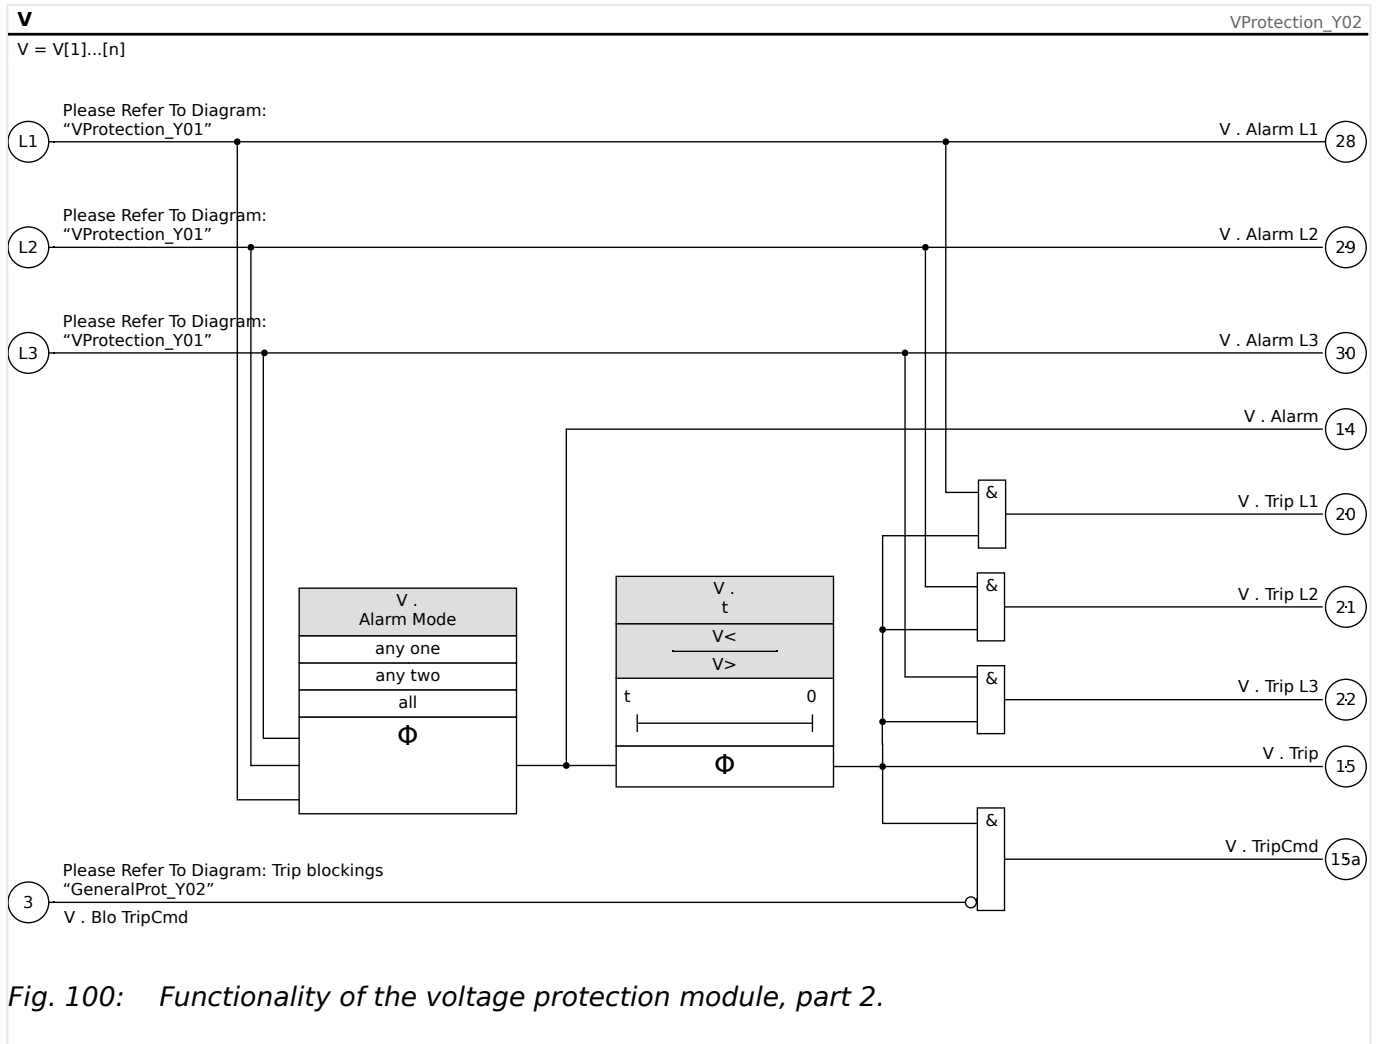 V
VProtection_Y02
V = V[1]...[n]
Please Refer To Diagram:
“VProtection_Y01”
L1
V . Alarm L1
28
Please Refer To Diagram:
“VProtection_Y01”
L2
V . Alarm L2
29
Please Refer To Diagram:
“VProtection_Y01”
L3
V . Alarm L3
30
V . Alarm
14
&
V . Trip L1
20
&
V . Trip L2
21
&
V . Trip L3
22
V .
Alarm Mode
any one
any two
all
Φ
V .
t
V<
V>
t 0
Φ
V . Trip
15
&
V . TripCmd
15a
Please Refer To Diagram: Trip blockings
“GeneralProt_Y02”
3
V . Blo TripCmd
Fig. 100: Functionality of the voltage protection module, part 2.